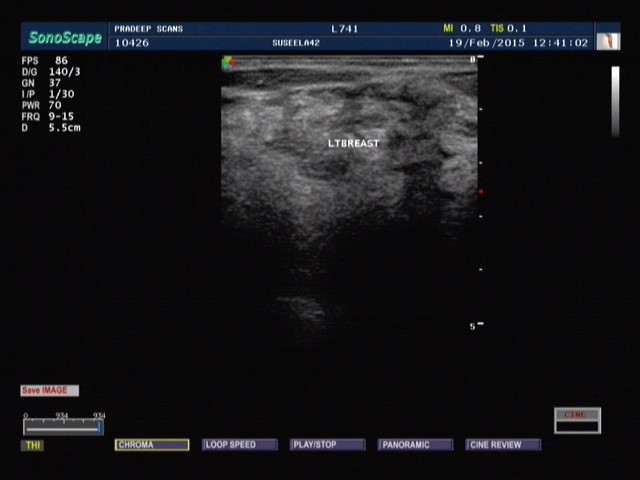 SonoScape
PRADEEP SCANS
L741
MI 0.8 TIS 0.1
10426
SUSEELA42
19/Feb/2015 12:41:02
FPS 86
D/G 140/3
GN 37
I/P 1/30
PWR 70
FRQ 9-15
D 5.5cm
0
LTBREAST
5
Save IMAGE
0 934 934
CINE
THI
CHROMA
LOOP SPEED
PLAY/STOP
PANORAMIC
CINE REVIEW